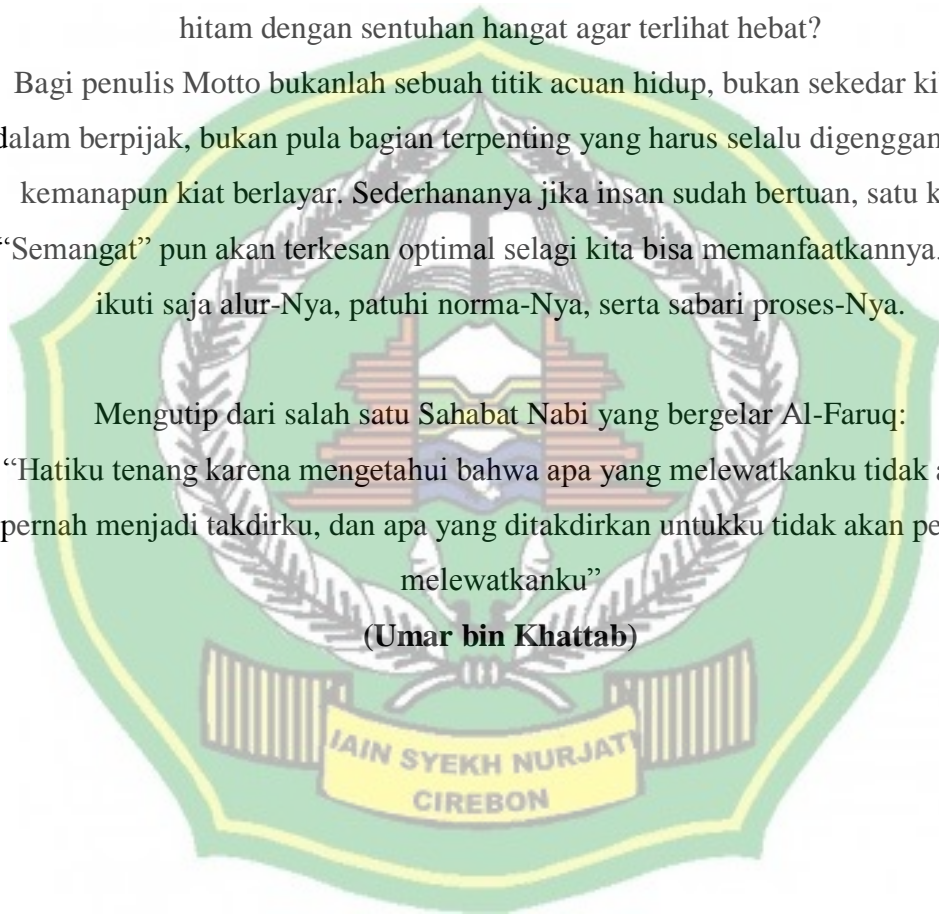 hitam dengan sentuhan hangat agar terlihat hebat?
Bagi penulis Motto bukanlah sebuah titik acuan hidup, bukan sekedar
dalam berpijak, bukan pula bagian terpenting yang harus selalu
kemanapun kiat berlayar. Sederhananya jika insan sudah bertuan, satu
“Semangat” pun akan terkesan optimal selagi kita bisa memanfaatkannya.
ikuti saja alur-Nya, patuhi norma-Nya, serta sabari proses-Nya.
Mengutip dari salah satu Sahabat Nabi yang bergelar Al-Faruq:
“Hatiku tenang karena mengetahui bahwa apa yang melewatkanku tidak
pernah menjadi takdirku, dan apa yang ditakdirkan untukku tidak akan
melewatkanku”
(Umar bin Khattab)
IAIN SYEKH NURJATI
CIREBON